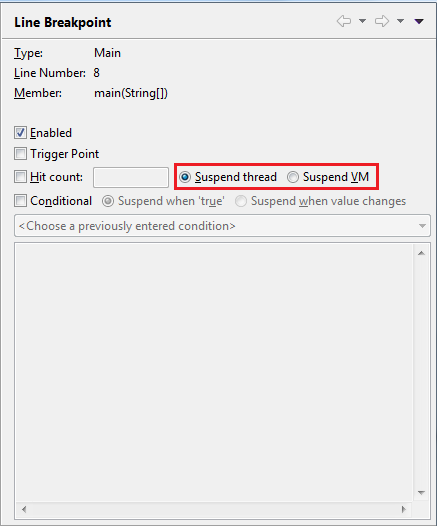 Line Breakpoint
Type: Main
Line Number: 8
Member: main(String[])
Enabled
Trigger Point
Hit count: Suspend thread Suspend VM
Conditional Suspend when 'true' Suspend when value changes
<Choose a previously entered condition>